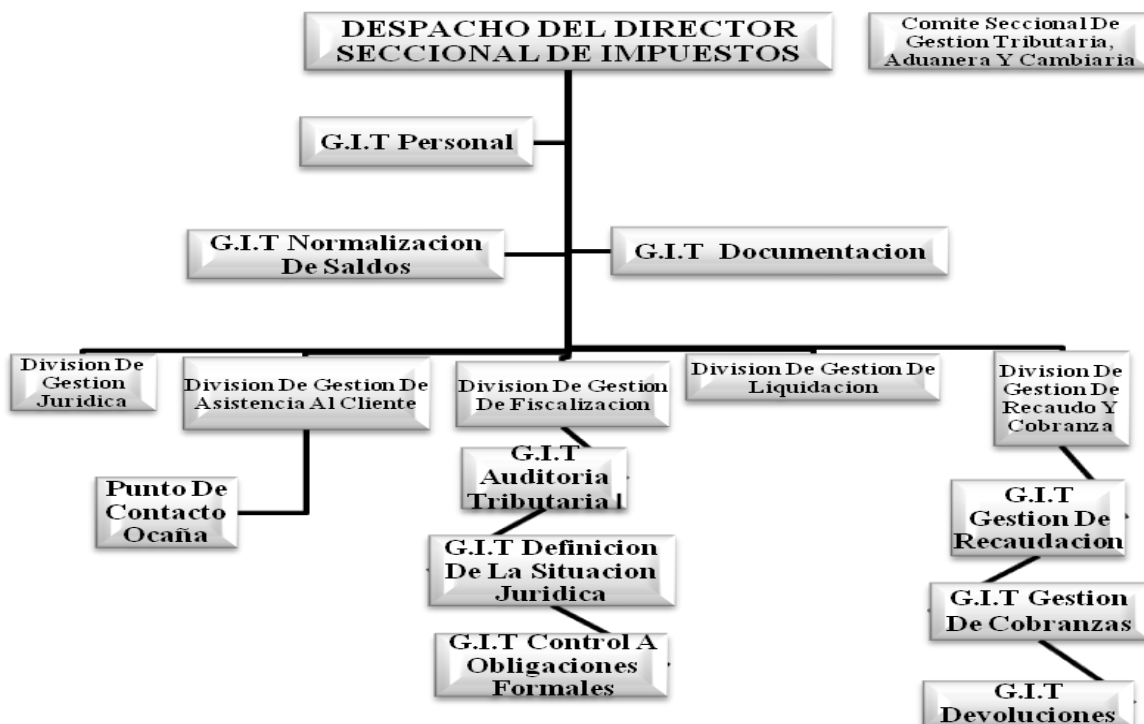 DESPACHO DEL DIRECTOR
SECCIONAL DE IMPUESTOS
Comite Seccional De
Gestion Tributaria,
Aduanera Y Cambiaria
G.I.T Personal
G.I.T Normalizacion
De Saldos
G.I.T Documentacion
Division De
Gestion
Juridica
Division De Gestion De
Asistencia Al Cliente
Division De Gestion
De Fiscalizacion
Division De Gestion De
Liquidacion
Division De
Gestion De
Recaudo Y
Cobranza
Punto De
Contacto
Ocaña
G.I.T
Auditoria
Tributaria I
G.I.T Definicion
De La Situacion
Juridica
G.I.T Control A
Obligaciones
Formales
G.I.T
Gestion De
Recaudacion
G.I.T Gestion
De Cobranzas
G.I.T
Devoluciones